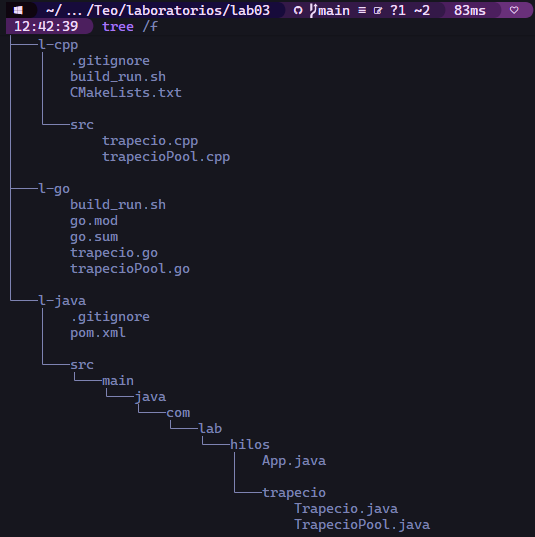 ~/.../Teo/laboratorios/lab03 main ≡ ?1 ~2 83ms
12:42:39 tree /f
├───l-cpp
│   │   .gitignore
│   │   build_run.sh
│   │   CMakeLists.txt
│   │
│   └───src
│           trapecio.cpp
│           trapecioPool.cpp
│
├───l-go
│       build_run.sh
│       go.mod
│       go.sum
│       trapecio.go
│       trapecioPool.go
│
└───l-java
    │   .gitignore
    │   pom.xml
    │
    └───src
        └───main
            └───java
                └───com
                    └───lab
                        └───hilos
                            │   App.java
                            │
                            └───trapecio
                                    Trapecio.java
                                    TrapecioPool.java